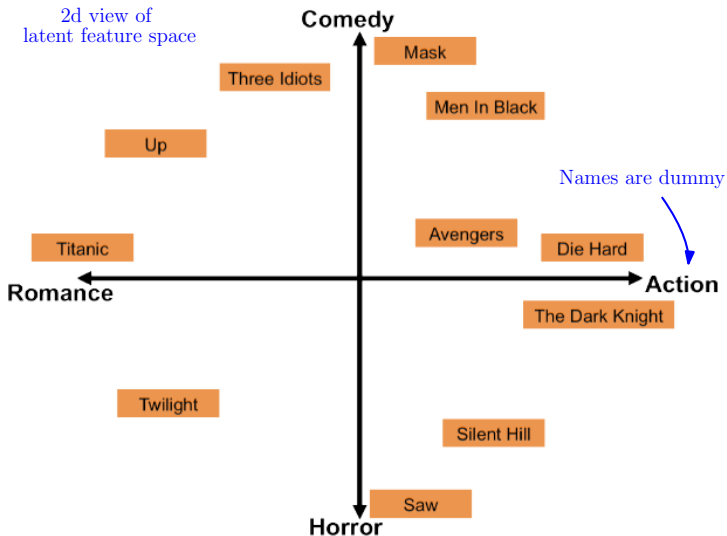 2d view of
latent feature space
Comedy
Mask
Three Idiots
Men In Black
Up
Names are dummy
Avengers
Titanic
Die Hard
Romance
Action
The Dark Knight
Twilight
Silent Hill
Saw
Horror